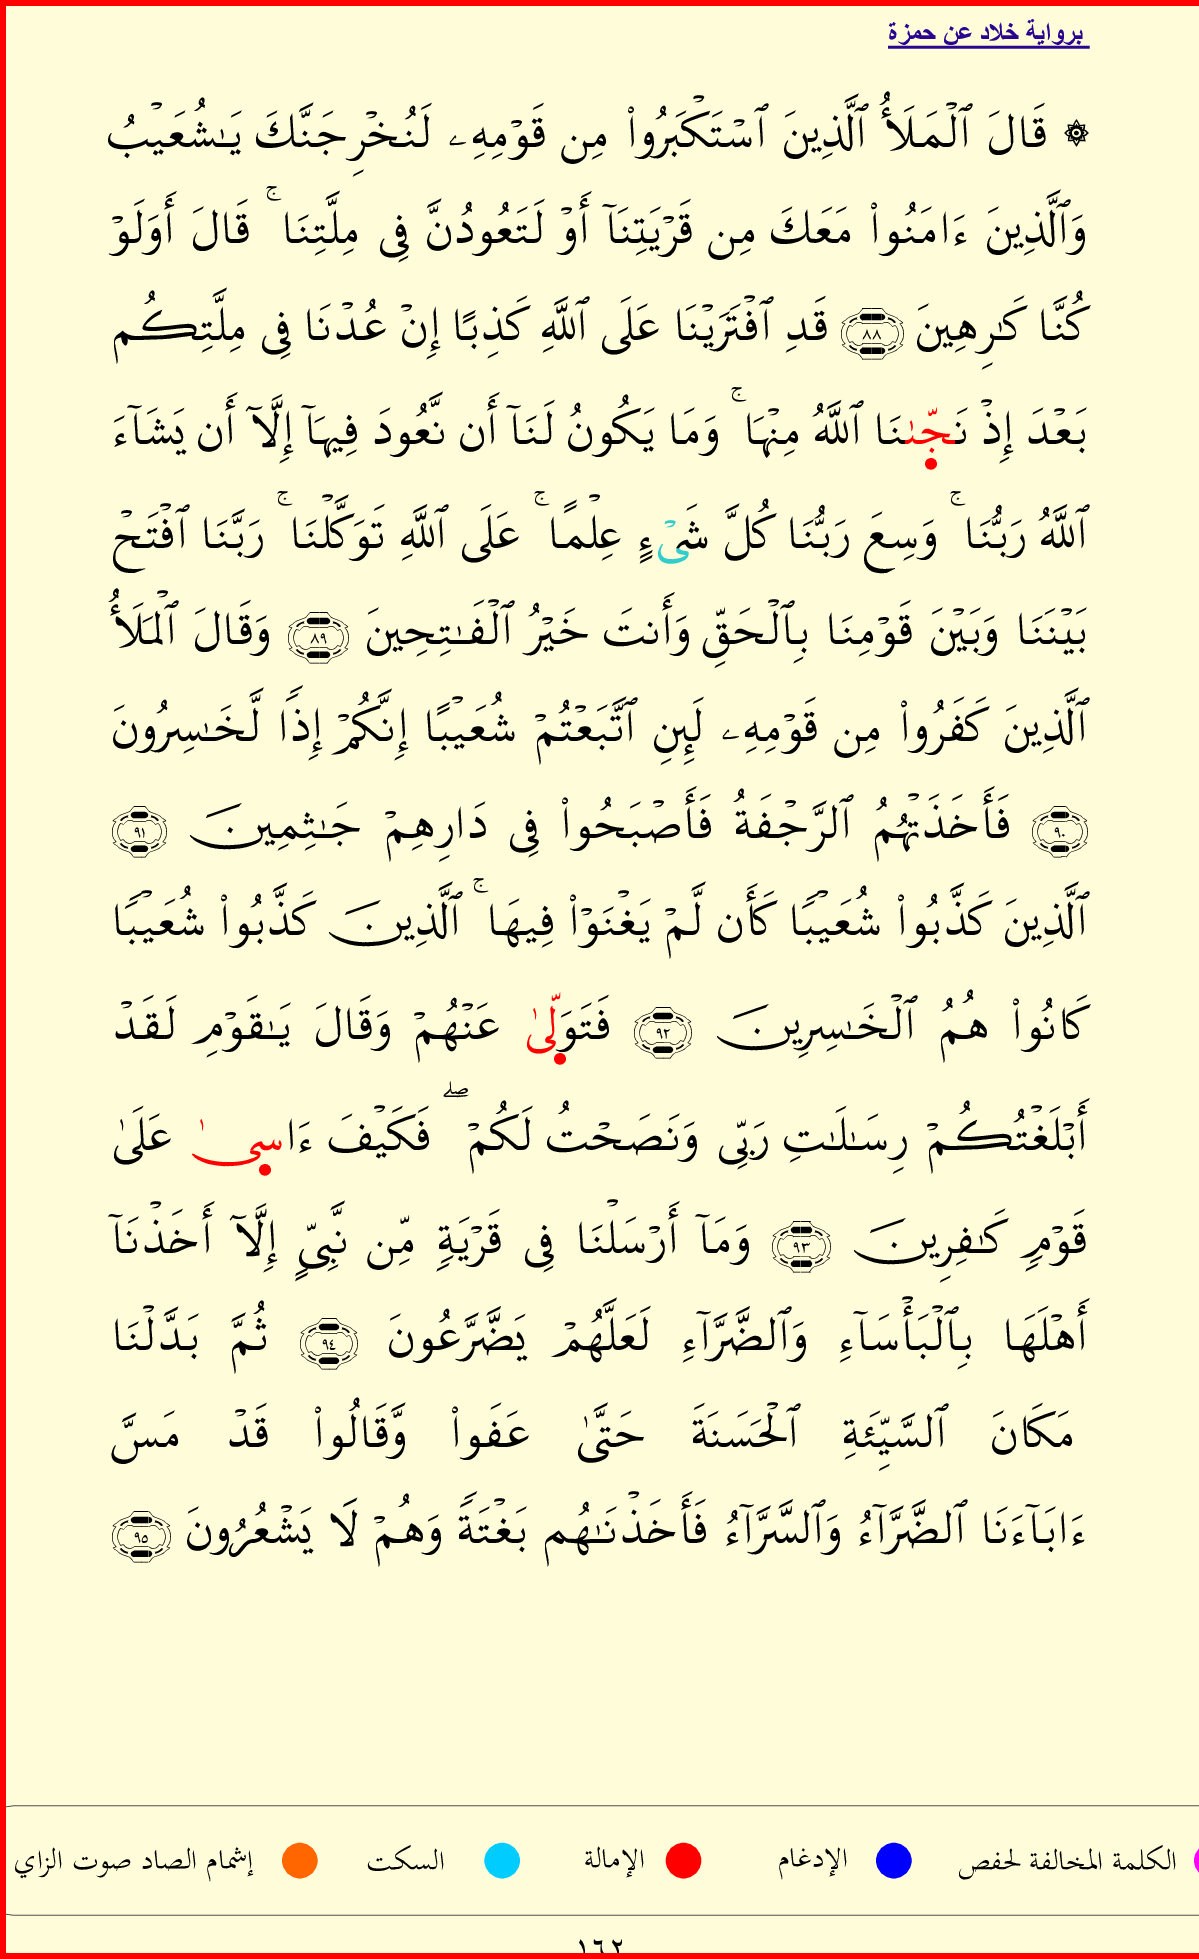 برواية خلاد عن حمزة
۞ قَالَ ٱلْمَلَأُ ٱلَّذِينَ ٱسْتَكْبَرُوا۟ مِن قَوْمِهِۦ لَنُخْرِجَنَّكَ يَـٰشُعَيْبُ
وَٱلَّذِينَ ءَامَنُوا۟ مَعَكَ مِن قَرْيَتِنَآ أَوْ لَتَعُودُنَّ فِى مِلَّتِنَا ۚ قَالَ أَوَلَوْ
كُنَّا كَـٰرِهِينَ ٨٨ قَدِ ٱفْتَرَيْنَا عَلَى ٱللَّهِ كَذِبًا إِنْ عُدْنَا فِى مِلَّتِكُم
بَعْدَ إِذْ نَجَّىٰنَا ٱللَّهُ مِنْهَا ۚ وَمَا يَكُونُ لَنَآ أَن نَّعُودَ فِيهَآ إِلَّآ أَن يَشَآءَ
ٱللَّهُ رَبُّنَا ۚ وَسِعَ رَبُّنَا كُلَّ شَىْءٍ عِلْمًا ۚ عَلَى ٱللَّهِ تَوَكَّلْنَا ۚ رَبَّنَا ٱفْتَحْ
بَيْنَنَا وَبَيْنَ قَوْمِنَا بِٱلْحَقِّ وَأَنتَ خَيْرُ ٱلْفَـٰتِحِينَ ٨٩ وَقَالَ ٱلْمَلَأُ
ٱلَّذِينَ كَفَرُوا۟ مِن قَوْمِهِۦ لَئِنِ ٱتَّبَعْتُمْ شُعَيْبًا إِنَّكُمْ إِذًا لَّخَـٰسِرُونَ
٩٠ فَأَخَذَتْهُمُ ٱلرَّجْفَةُ فَأَصْبَحُوا۟ فِى دَارِهِمْ جَـٰثِمِينَ ٩١
ٱلَّذِينَ كَذَّبُوا۟ شُعَيْبًا كَأَن لَّمْ يَغْنَوْا۟ فِيهَا ۚ ٱلَّذِينَ كَذَّبُوا۟ شُعَيْبًا
كَانُوا۟ هُمُ ٱلْخَـٰسِرِينَ ٩٢ فَتَوَلَّىٰ عَنْهُمْ وَقَالَ يَـٰقَوْمِ لَقَدْ
أَبْلَغْتُكُمْ رِسَـٰلَـٰتِ رَبِّى وَنَصَحْتُ لَكُمْ ۖ فَكَيْفَ ءَاسِىٰ عَلَىٰ
قَوْمٍ كَـٰفِرِينَ ٩٣ وَمَآ أَرْسَلْنَا فِى قَرْيَةٍ مِّن نَّبِىٍّ إِلَّآ أَخَذْنَآ
أَهْلَهَا بِٱلْبَأْسَآءِ وَٱلضَّرَّآءِ لَعَلَّهُمْ يَضَّرَّعُونَ ٩٤ ثُمَّ بَدَّلْنَا
مَكَانَ ٱلسَّيِّئَةِ ٱلْحَسَنَةَ حَتَّىٰ عَفَوا۟ وَّقَالُوا۟ قَدْ مَسَّ
ءَابَآءَنَا ٱلضَّرَّآءُ وَٱلسَّرَّآءُ فَأَخَذْنَـٰهُم بَغْتَةً وَهُمْ لَا يَشْعُرُونَ ٩٥
الكلمة المخالفة لحفص الإدغام الإمالة السكت إشمام الصاد صوت الزاي
١٦٢